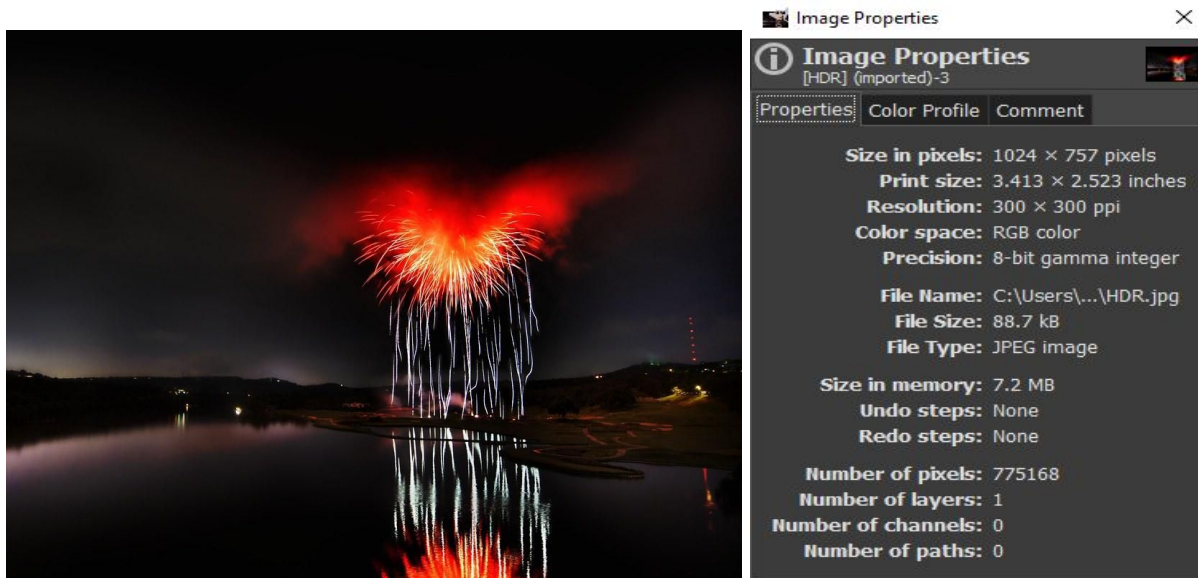 Image Properties
Image Properties
[HDR] (imported)-3
Properties Color Profile Comment
Size in pixels: 1024 × 757 pixels
Print size: 3.413 × 2.523 inches
Resolution: 300 × 300 ppi
Color space: RGB color
Precision: 8-bit gamma integer
File Name: C:\Users\...\HDR.jpg
File Size: 88.7 kB
File Type: JPEG image
Size in memory: 7.2 MB
Undo steps: None
Redo steps: None
Number of pixels: 775168
Number of layers: 1
Number of channels: 0
Number of paths: 0